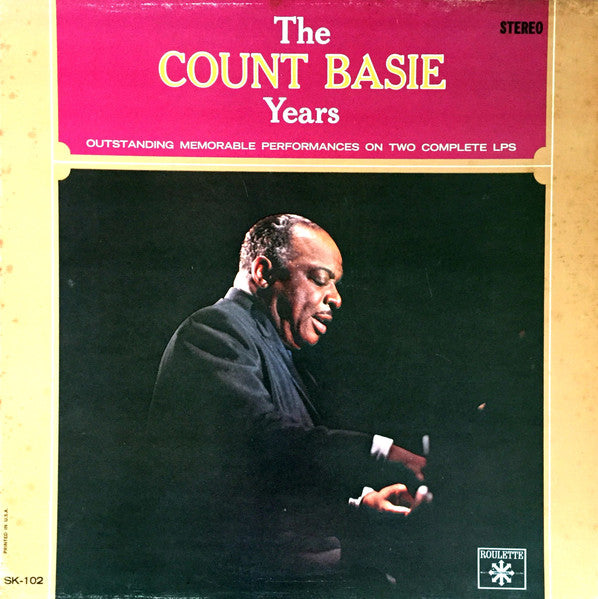 The
STEREO
COUNT BASIE
Years
OUTSTANDING MEMORABLE PERFORMANCES ON TWO COMPLETE LPS
PRINTED IN U.S.A.
ROULETTE
SK-102